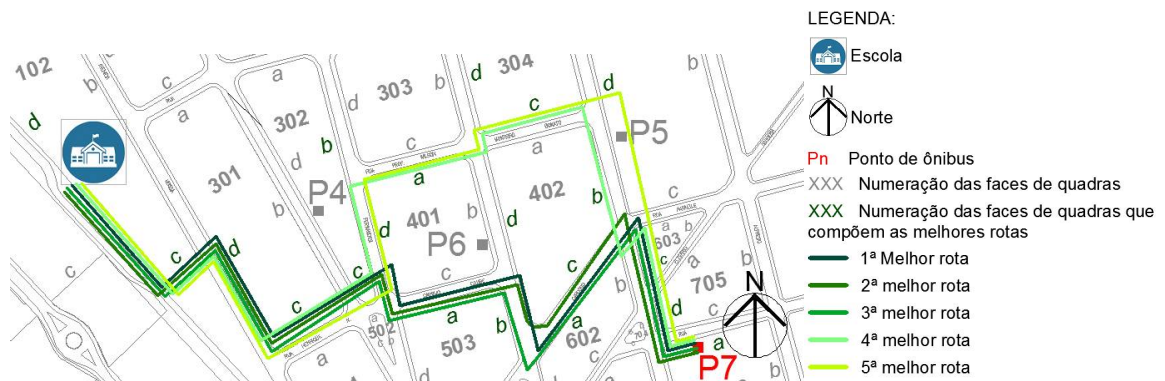 LEGENDA:
Escola
N
Norte
Pn Ponto de ônibus
XXX Numeração das faces de quadras
XXX Numeração das faces de quadras que
compõem as melhores rotas
1ª Melhor rota
2ª melhor rota
3ª melhor rota
4ª melhor rota
5ª melhor rota
102
b
c
a
302
b
d
d
303
b
c
d
304
c
d
d
a
301
d
c
c
P4
a
401
b
d
c
P6
a
402
b
d
c
P5
c
a
b
603
d
705
a
N
P7
502
a
503
b
a
602
c
b
a
b
d
c
RUA